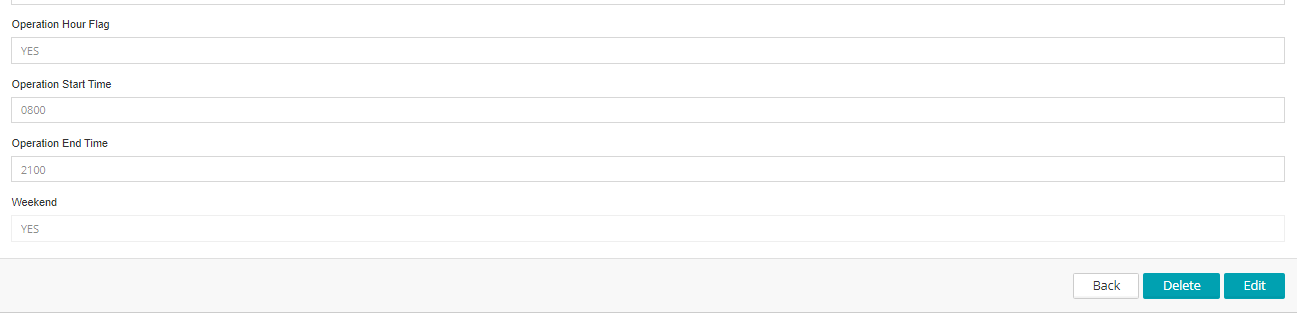 Operation Hour Flag
YES
Operation Start Time
0800
Operation End Time
2100
Weekend
YES
Back Delete Edit